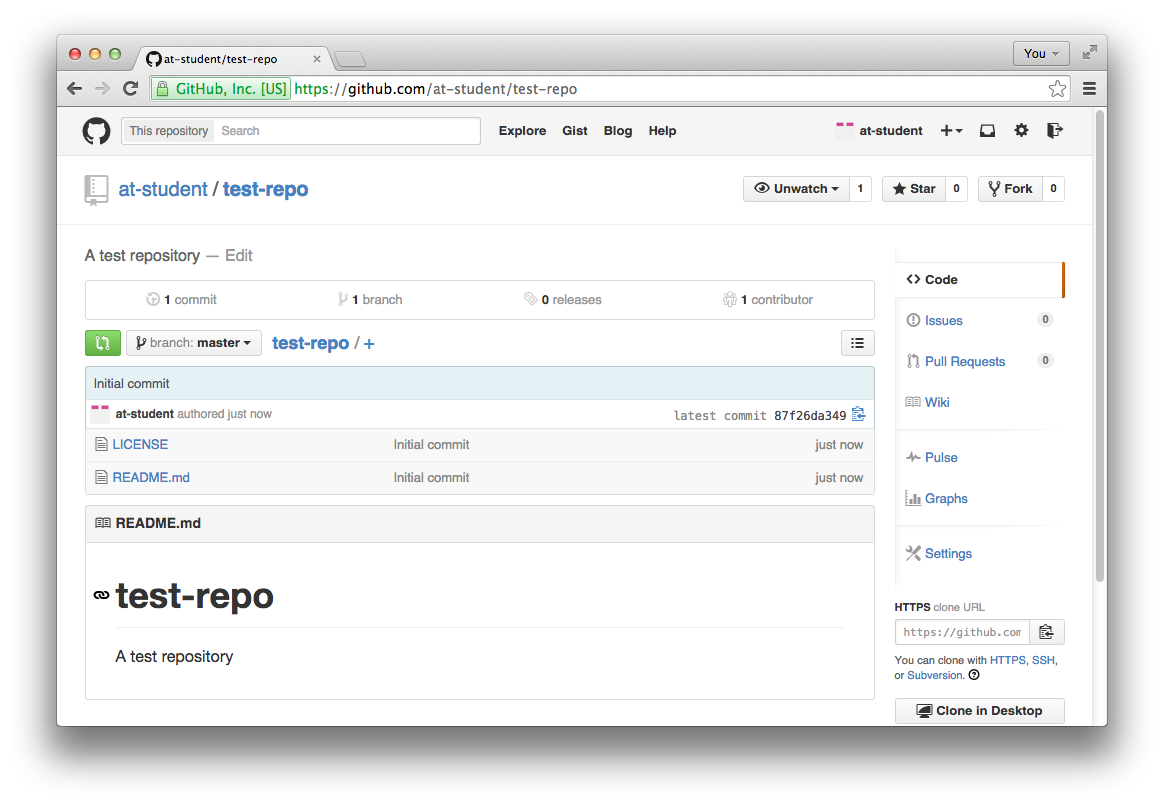 at-student/test-repo
You
GitHub, Inc. [US] https://github.com/at-student/test-repo
This repository Search Explore Gist Blog Help at-student
at-student / test-repo Unwatch 1 Star 0 Fork 0
A test repository — Edit
1 commit 1 branch 0 releases 1 contributor
branch: master test-repo / +
Initial commit
at-student authored just now latest commit 87f26da349
LICENSE Initial commit just now
README.md Initial commit just now
README.md
test-repo
A test repository
Code
Issues 0
Pull Requests 0
Wiki
Pulse
Graphs
Settings
HTTPS clone URL
https://github.com
You can clone with HTTPS, SSH,
or Subversion.
Clone in Desktop